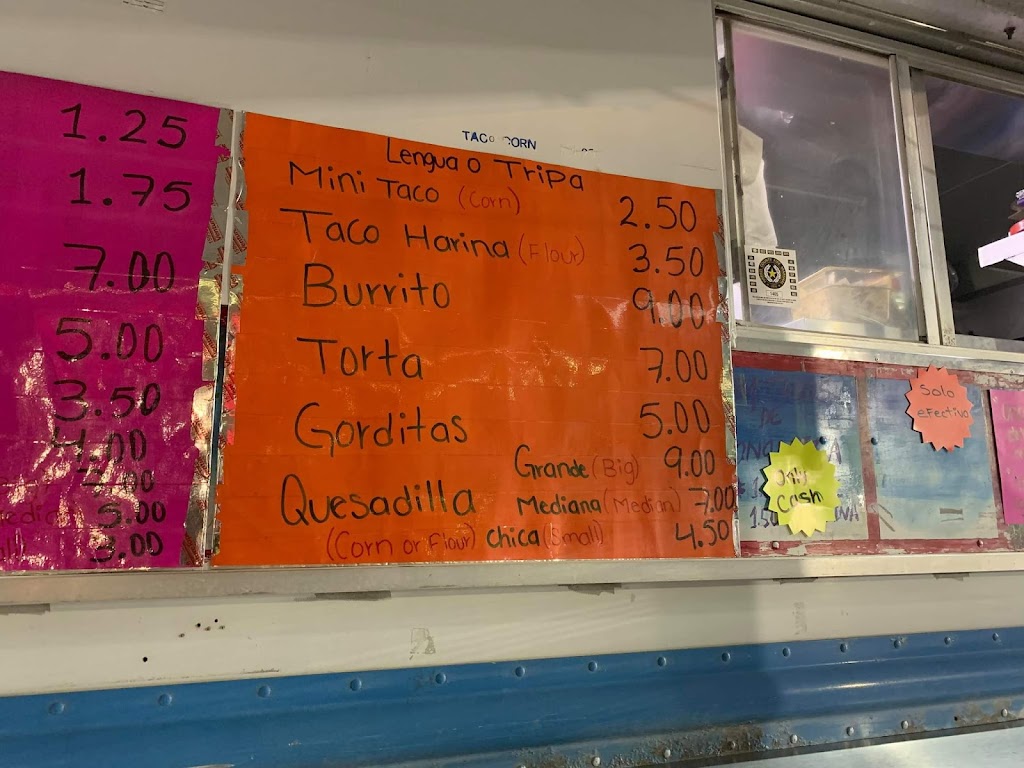 1.25
1.75
7.00
5.00
3.50
4.00
7.00
5.00
3.00
TACO CORN
Lengua o Tripa
Mini Taco (Corn) 2.50
Taco Harina (Flour) 3.50
Burrito 9.00
Torta 7.00
Gorditas 5.00
Grande (Big) 9.00
Quesadilla Mediana (Median) 7.00
(Corn or Flour) chica (Small) 4.50
Solo
eFectivo
Only
cash
DE